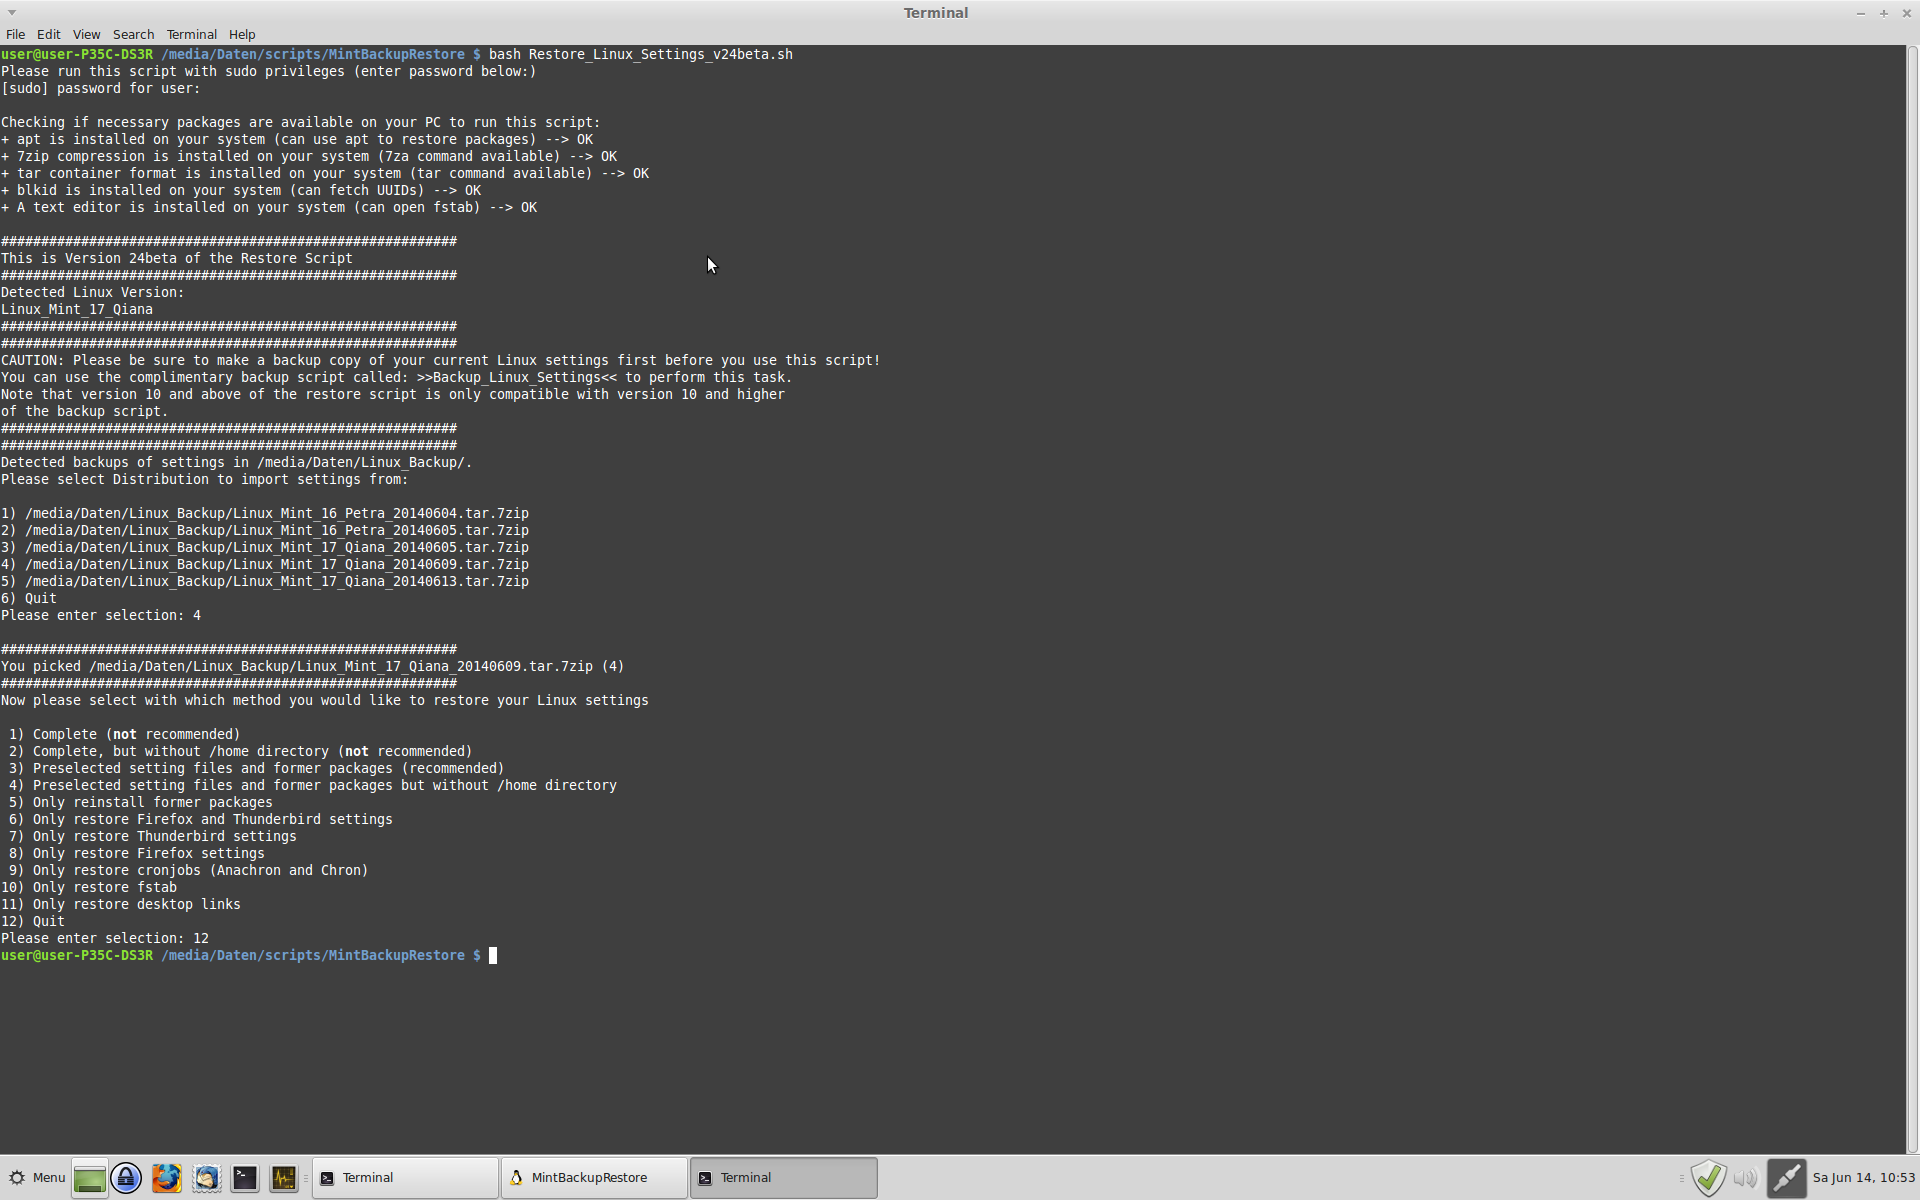 Terminal
File Edit View Search Terminal Help
user@user-P35C-DS3R /media/Daten/scripts/MintBackupRestore $ bash Restore_Linux_Settings_v24beta.sh
Please run this script with sudo privileges (enter password below:)
[sudo] password for user:
Checking if necessary packages are available on your PC to run this script:
+ apt is installed on your system (can use apt to restore packages) --> OK
+ 7zip compression is installed on your system (7za command available) --> OK
+ tar container format is installed on your system (tar command available) --> OK
+ blkid is installed on your system (can fetch UUIDs) --> OK
+ A text editor is installed on your system (can open fstab) --> OK
#########################################################
This is Version 24beta of the Restore Script
#########################################################
Detected Linux Version:
Linux_Mint_17_Qiana
#########################################################
#########################################################
CAUTION: Please be sure to make a backup copy of your current Linux settings first before you use this script!
You can use the complimentary backup script called: >>Backup_Linux_Settings<< to perform this task.
Note that version 10 and above of the restore script is only compatible with version 10 and higher
of the backup script.
#########################################################
#########################################################
Detected backups of settings in /media/Daten/Linux_Backup/.
Please select Distribution to import settings from:
1) /media/Daten/Linux_Backup/Linux_Mint_16_Petra_20140604.tar.7zip
2) /media/Daten/Linux_Backup/Linux_Mint_16_Petra_20140605.tar.7zip
3) /media/Daten/Linux_Backup/Linux_Mint_17_Qiana_20140605.tar.7zip
4) /media/Daten/Linux_Backup/Linux_Mint_17_Qiana_20140609.tar.7zip
5) /media/Daten/Linux_Backup/Linux_Mint_17_Qiana_20140613.tar.7zip
6) Quit
Please enter selection: 4
#########################################################
You picked /media/Daten/Linux_Backup/Linux_Mint_17_Qiana_20140609.tar.7zip (4)
#########################################################
Now please select with which method you would like to restore your Linux settings
1) Complete (not recommended)
2) Complete, but without /home directory (not recommended)
3) Preselected setting files and former packages (recommended)
4) Preselected setting files and former packages but without /home directory
5) Only reinstall former packages
6) Only restore Firefox and Thunderbird settings
7) Only restore Thunderbird settings
8) Only restore Firefox settings
9) Only restore cronjobs (Anachron and Chron)
10) Only restore fstab
11) Only restore desktop links
12) Quit
Please enter selection: 12
user@user-P35C-DS3R /media/Daten/scripts/MintBackupRestore $
Menu Terminal MintBackupRestore Terminal Sa Jun 14, 10:53